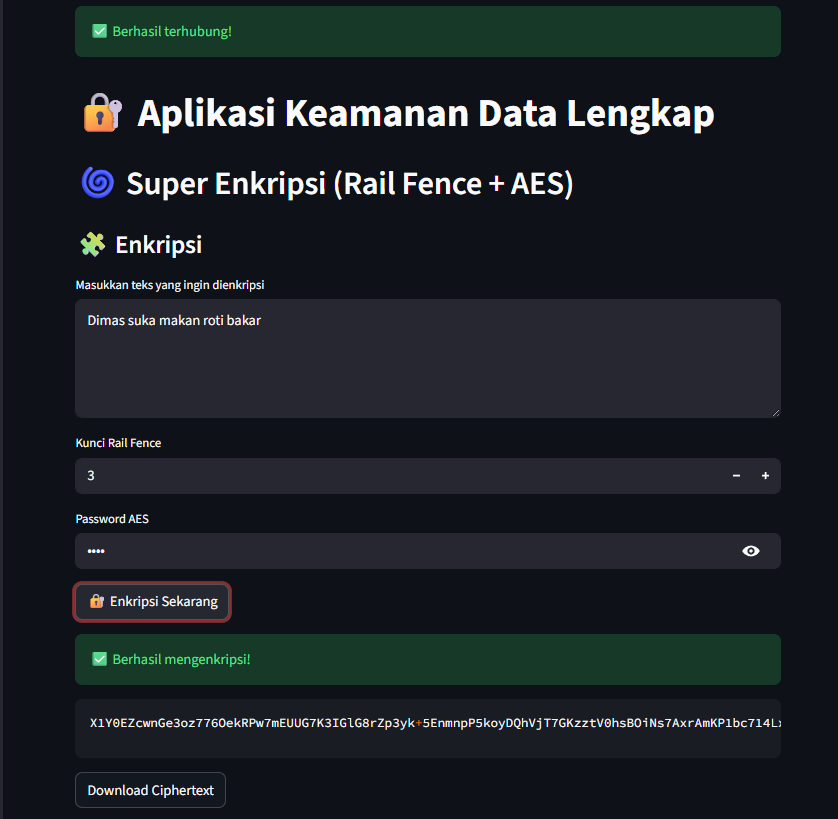 ✅ Berhasil terhubung!
🔐 Aplikasi Keamanan Data Lengkap
🌀 Super Enkripsi (Rail Fence + AES)
🧩 Enkripsi
Masukkan teks yang ingin dienkripsi
Dimas suka makan roti bakar
Kunci Rail Fence
3
Password AES
••••
🔐 Enkripsi Sekarang
✅ Berhasil mengenkripsi!
X1Y0EZcwnGe3oz776OekRPw7mEUUG7K3IGlG8rZp3yk+5EnmnpP5koyDQhVjT7GKzztV0hsBOiNs7AxrAmKP1bc714L
Download Ciphertext